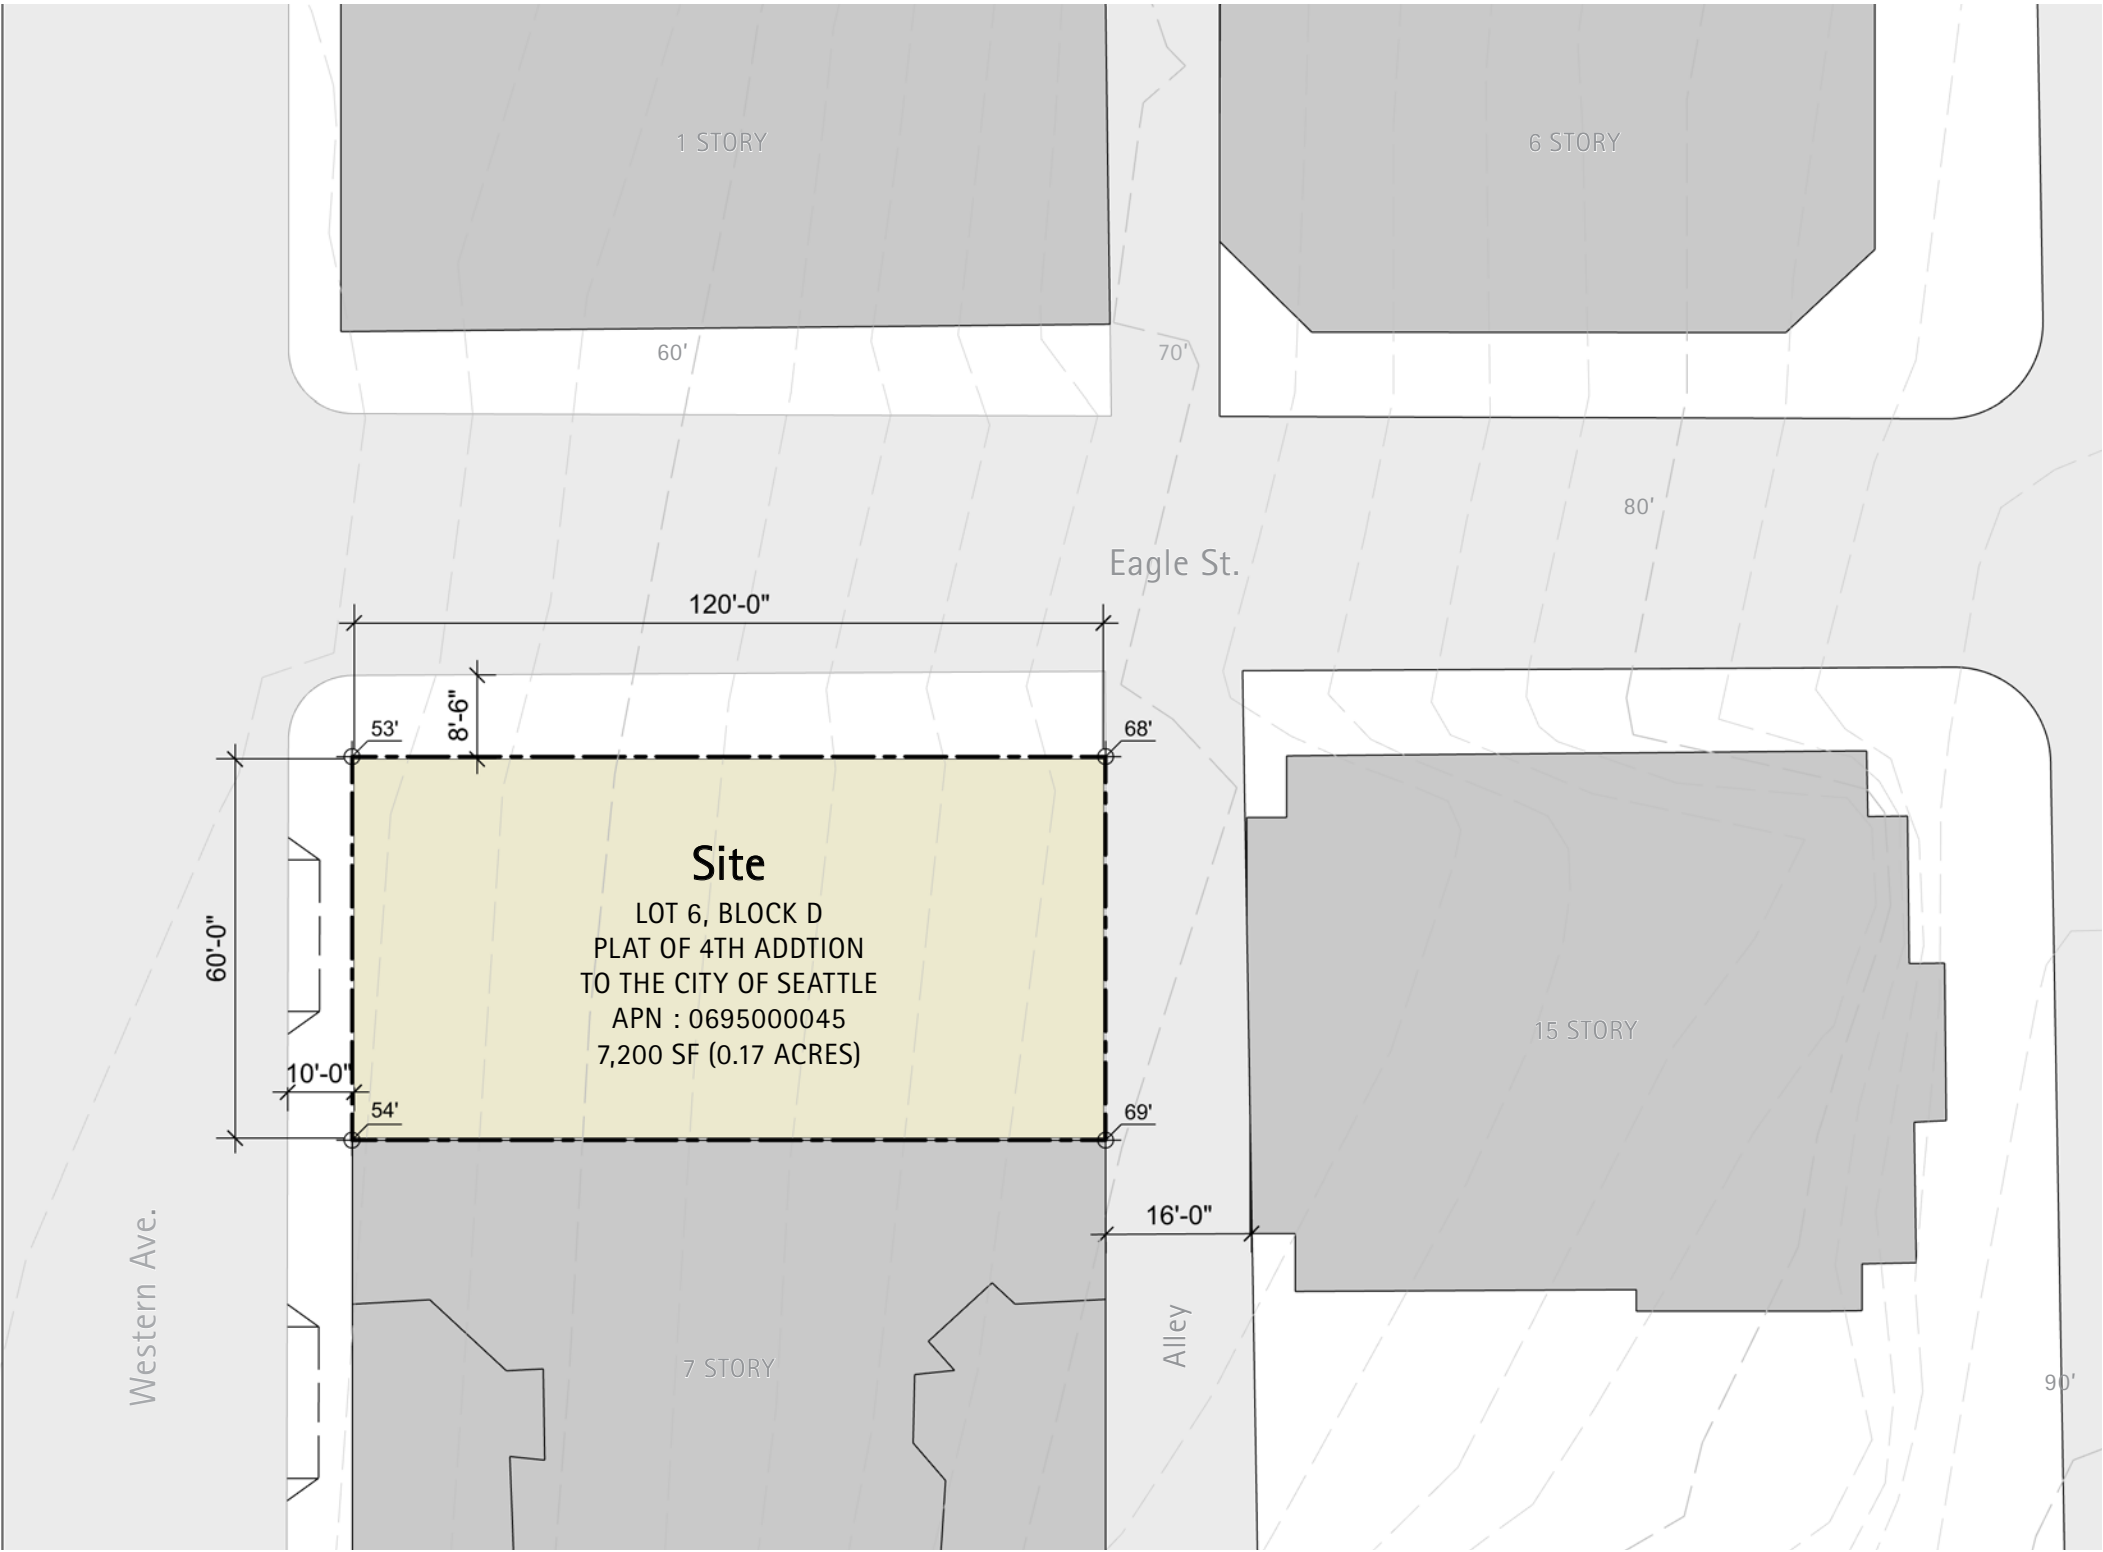 1 STORY
6 STORY
60'
70'
80'
Eagle St.
120'-0"
8'-6"
53'
68'
Site
LOT 6, BLOCK D
PLAT OF 4TH ADDTION
TO THE CITY OF SEATTLE
APN : 0695000045
7,200 SF (0.17 ACRES)
60'-0"
15 STORY
10'-0"
54'
69'
16'-0"
Western Ave.
Alley
7 STORY
90'